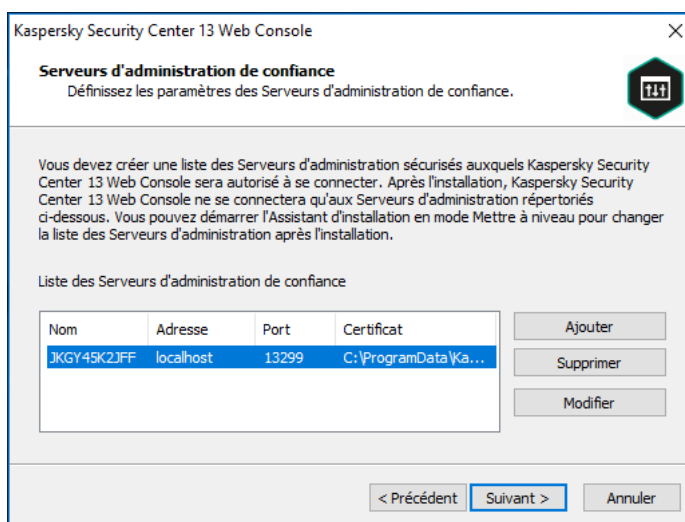 Kaspersky Security Center 13 Web Console
Serveurs d'administration de confiance
Définissez les paramètres des Serveurs d'administration de confiance.
Vous devez créer une liste des Serveurs d'administration sécurisés auxquels Kaspersky Security
Center 13 Web Console sera autorisé à se connecter. Après l'installation, Kaspersky Security
Center 13 Web Console ne se connectera qu'aux Serveurs d'administration répertoriés
ci-dessous. Vous pouvez démarrer l'Assistant d'installation en mode Mettre à niveau pour changer
la liste des Serveurs d'administration après l'installation.
Liste des Serveurs d'administration de confiance
Nom Adresse Port Certificat
JKGY45K2JFF localhost 13299 C:\ProgramData\Ka...
Ajouter
Supprimer
Modifier
< Précédent Suivant > Annuler